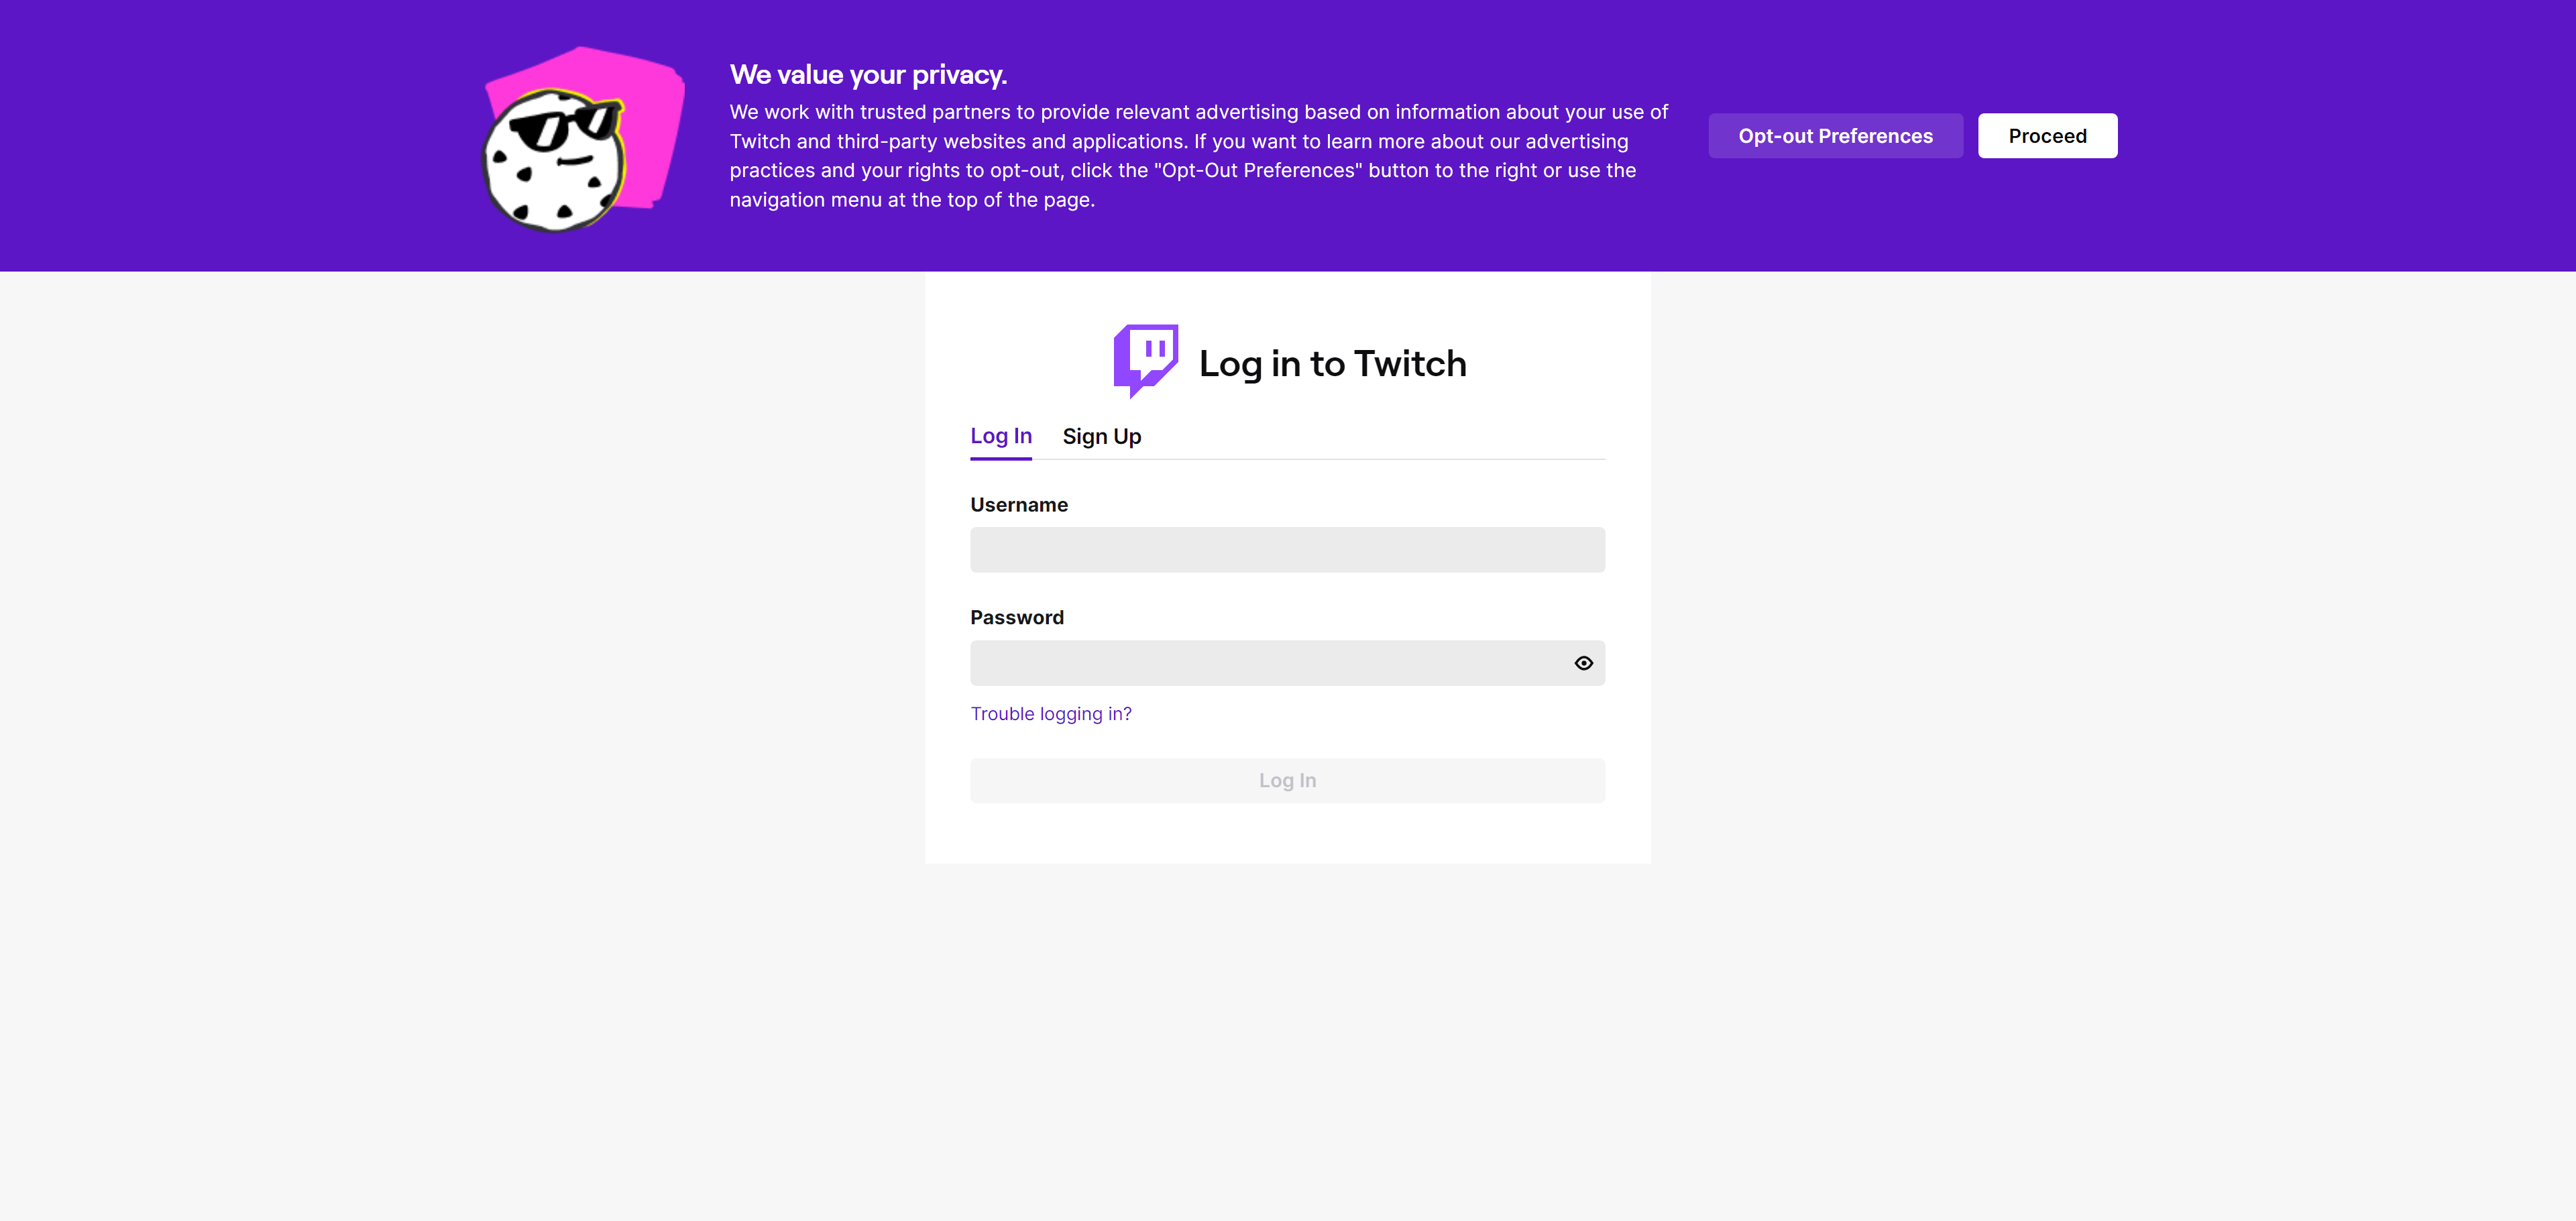 We value your privacy.
We work with trusted partners to provide relevant advertising based on information about your use of
Twitch and third-party websites and applications. If you want to learn more about our advertising
practices and your rights to opt-out, click the "Opt-Out Preferences" button to the right or use the
navigation menu at the top of the page.
Opt-out Preferences
Proceed
Log in to Twitch
Log In
Sign Up
Username
Password
Trouble logging in?
Log In